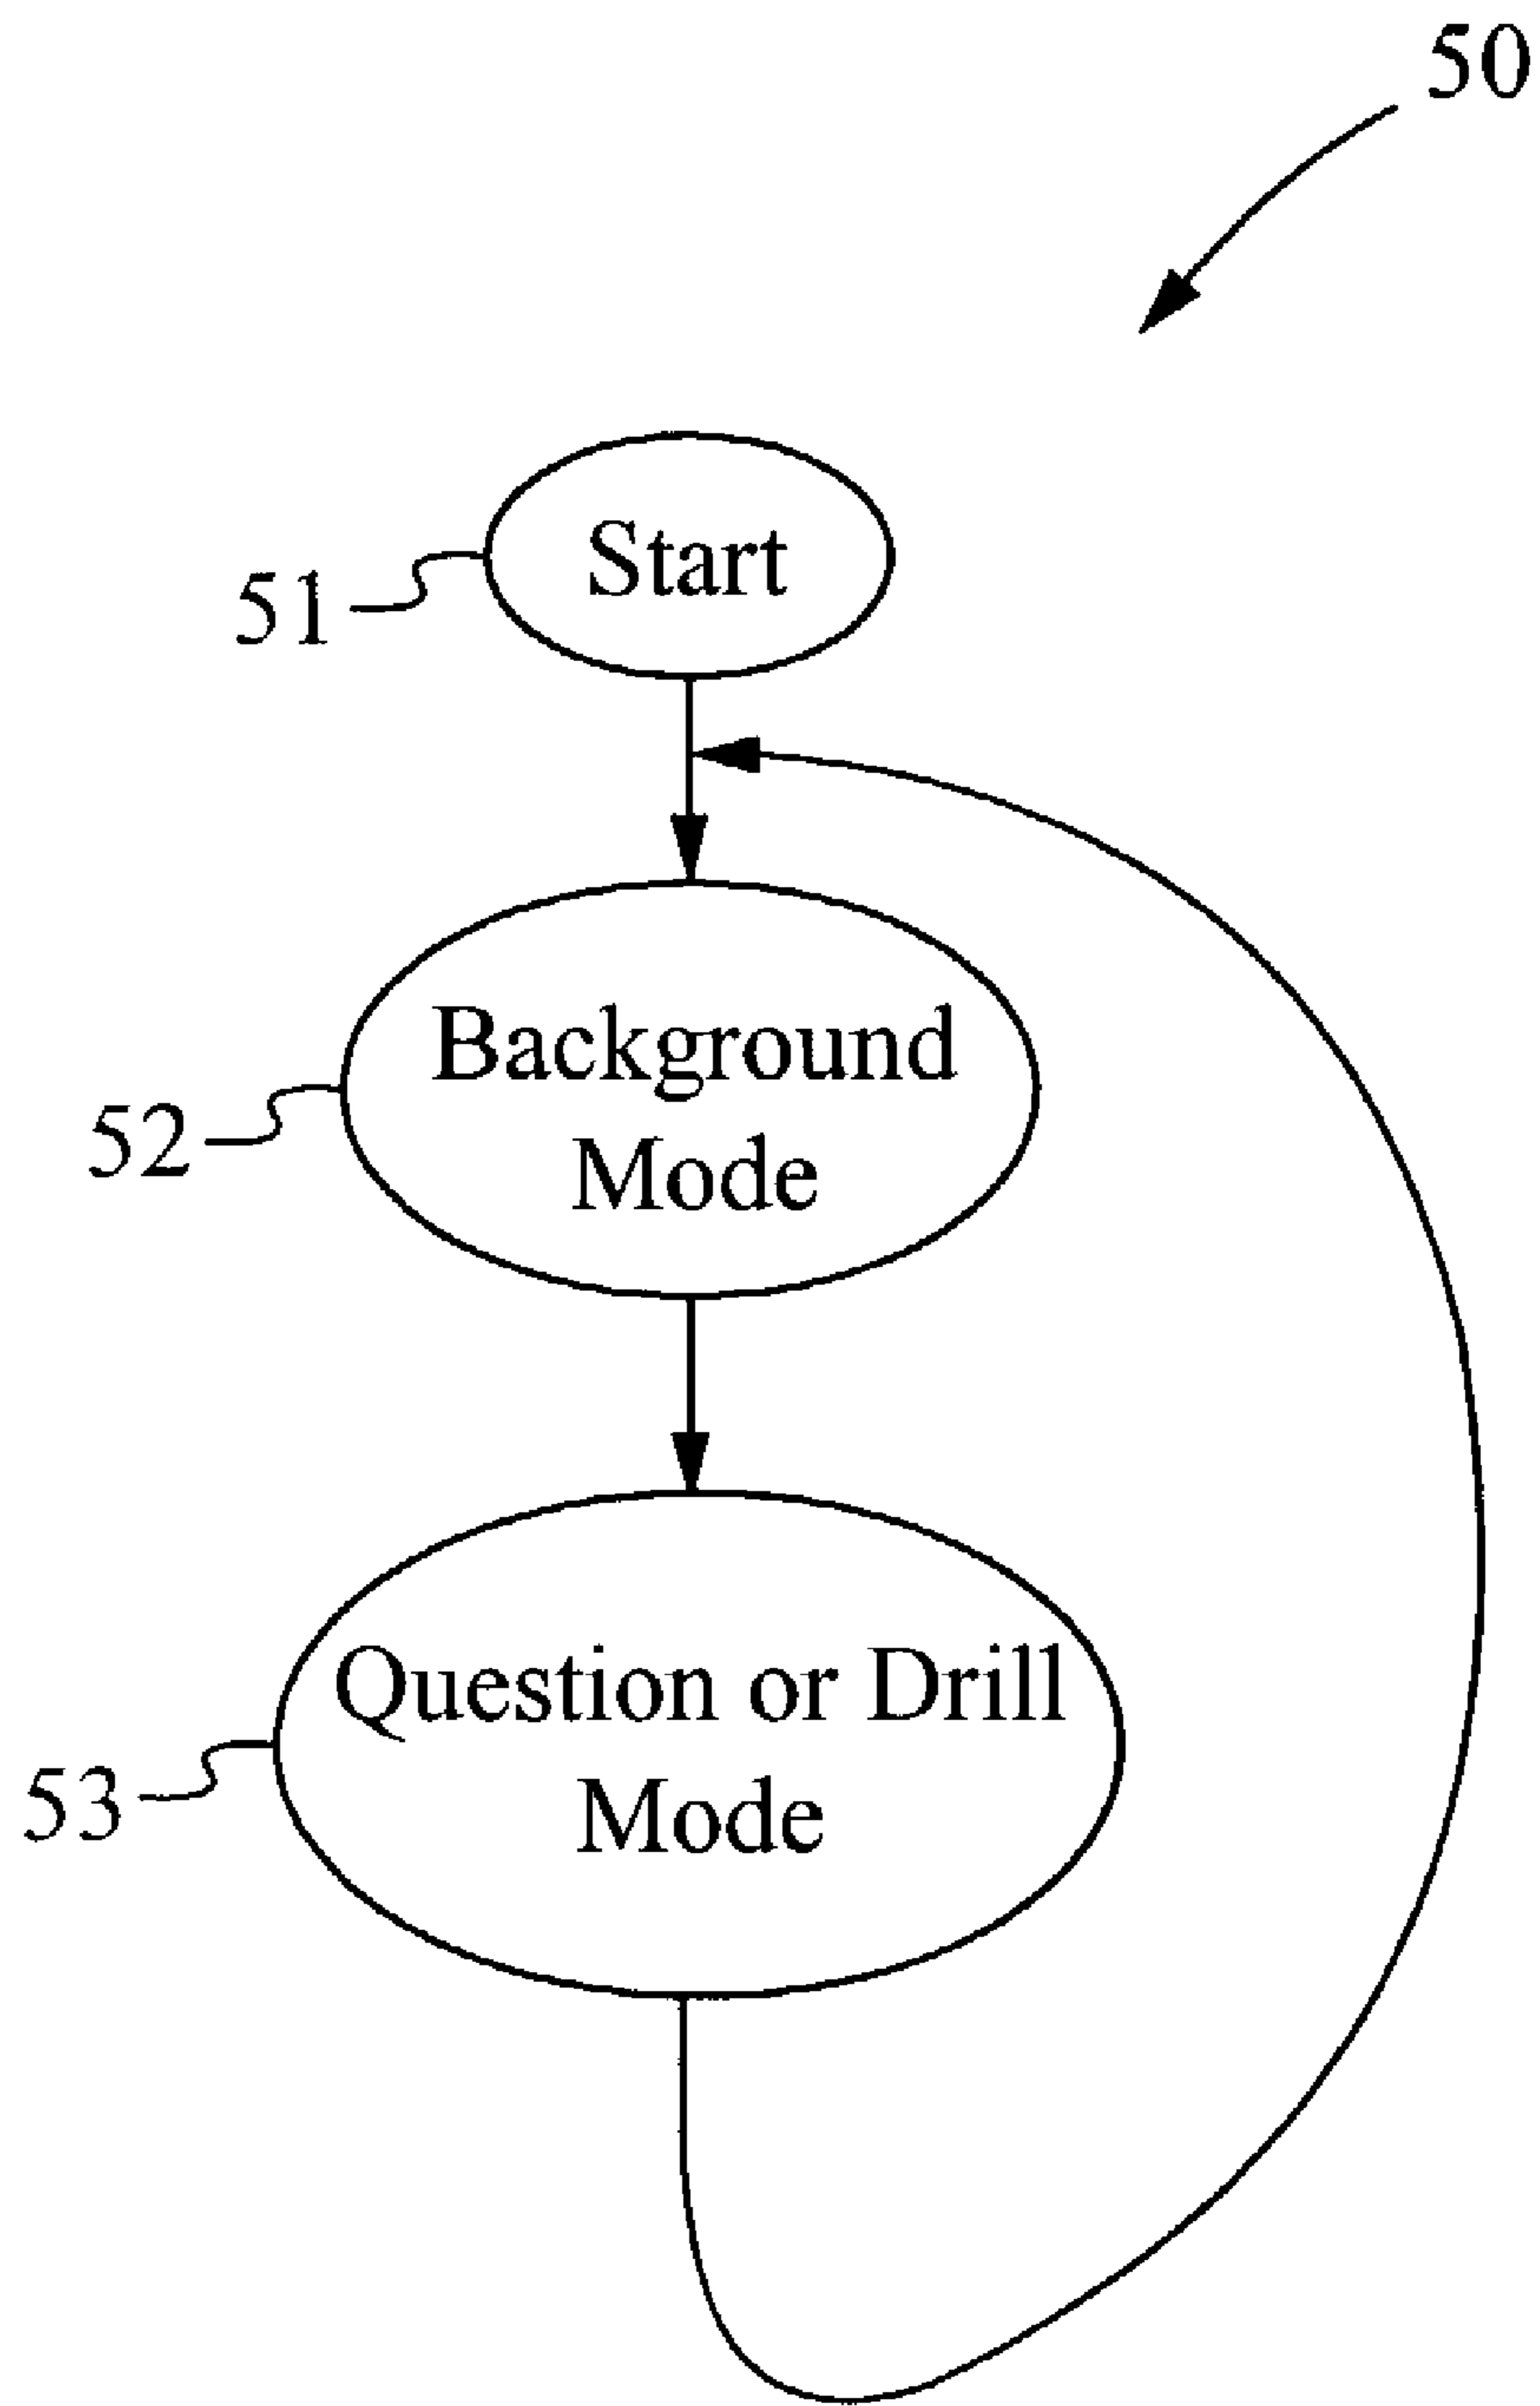 50
Start
51
Background
Mode
52
Question or Drill
Mode
53